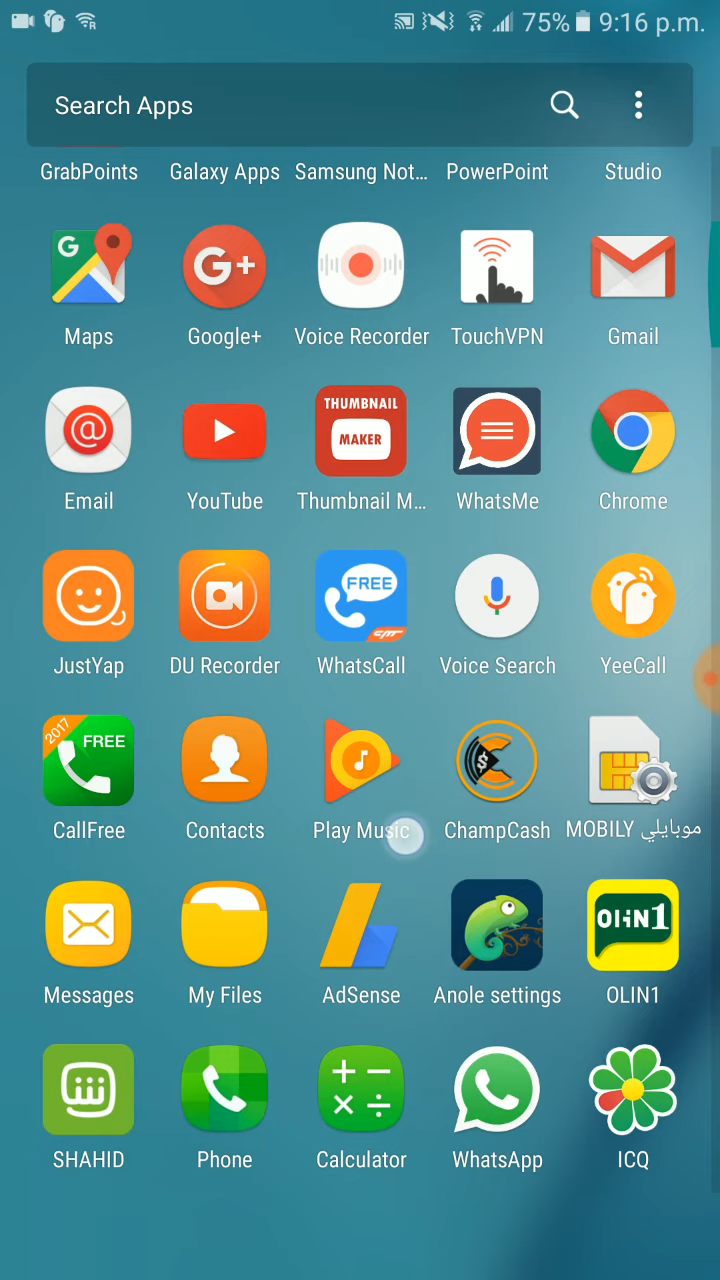 75% 9:16 p.m.
Search Apps
GrabPoints Galaxy Apps Samsung Not... PowerPoint Studio
G G+
Maps Google+ Voice Recorder TouchVPN Gmail
THUMBNAIL
MAKER
@
Email YouTube Thumbnail M... WhatsMe Chrome
FREE
CMT
JustYap DU Recorder WhatsCall Voice Search YeeCall
2017
FREE
$
CallFree Contacts Play Music ChampCash MOBILY موبايلي
OLiN1
Messages My Files AdSense Anole settings OLIN1
شا
+ −
× ÷
SHAHID Phone Calculator WhatsApp ICQ